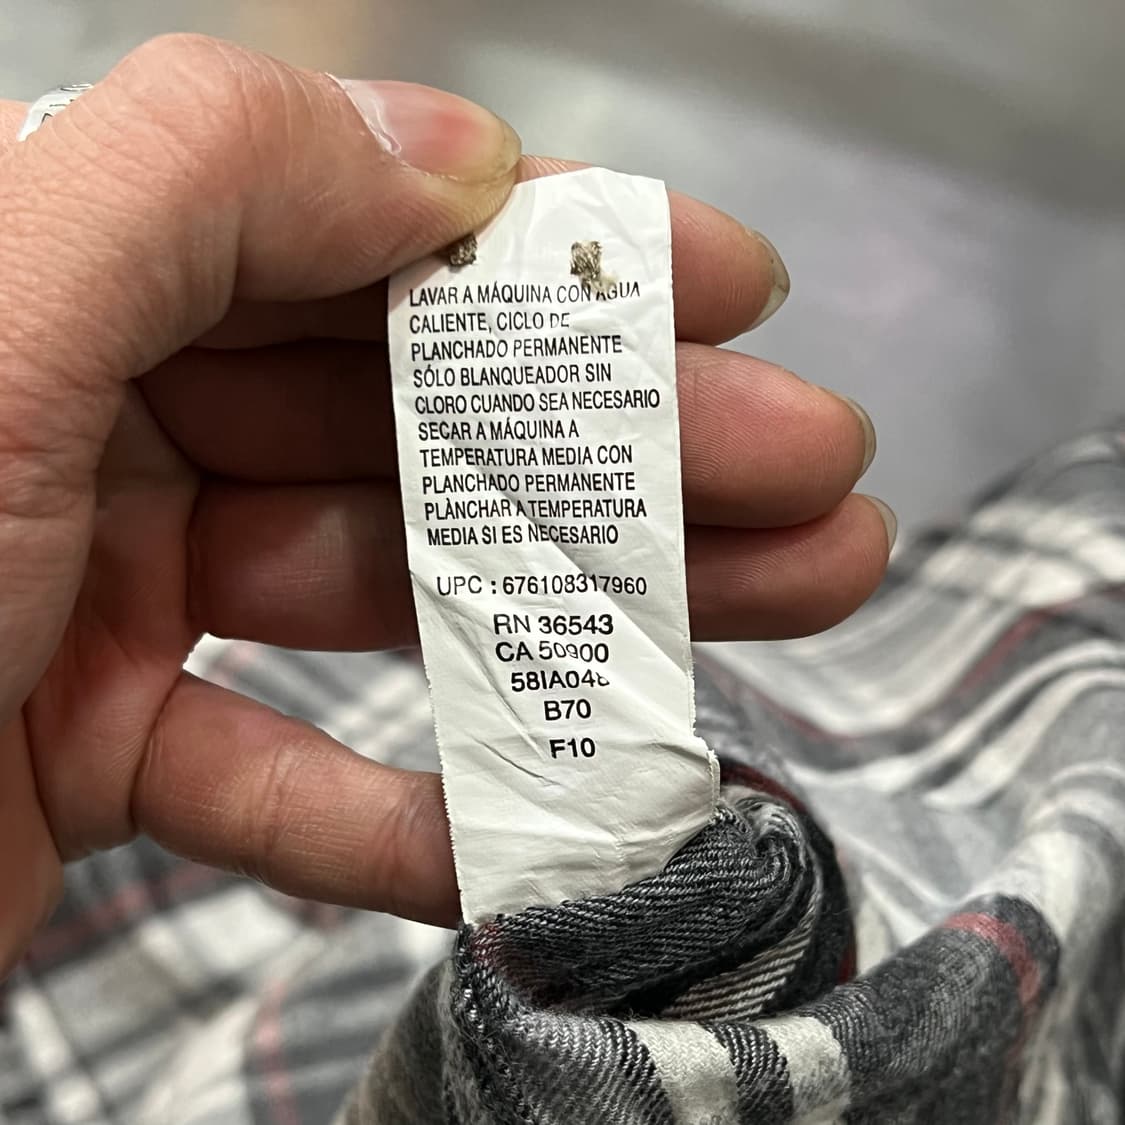 LAVAR A MÁQUINA CON AGUA
CALIENTE, CICLO DE
PLANCHADO PERMANENTE
SÓLO BLANQUEADOR SIN
CLORO CUANDO SEA NECESARIO
SECAR A MÁQUINA A
TEMPERATURA MEDIA CON
PLANCHADO PERMANENTE
PLÀNCHAR A TEMPERATURA
MEDIA SI ES NECESARIO
UPC : 676108317960
RN 36543
CA 50900
B70
F10